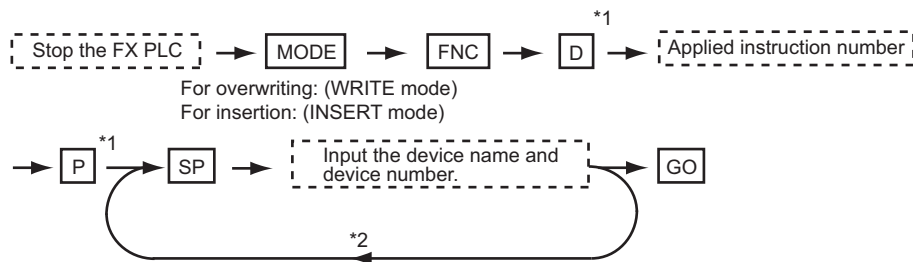 *1
Stop the FX PLC
MODE
FNC
D
Applied instruction number
For overwriting: (WRITE mode)
For insertion: (INSERT mode)
*1
P
SP
Input the device name and
device number.
GO
*2